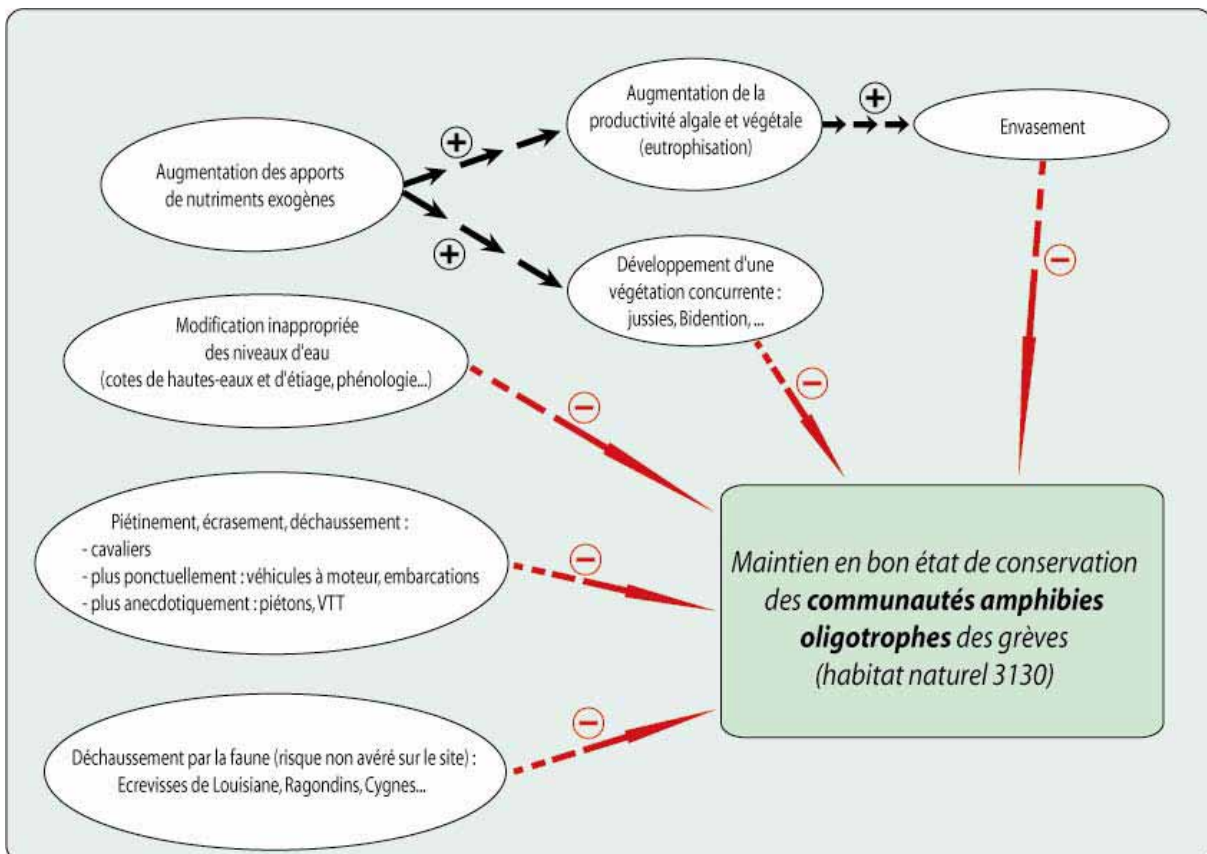 Augmentation de la
productivité algale et végétale
(eutrophisation)
+
+
Envasement
Augmentation des apports
de nutriments exogènes
+
−
Développement d'une
végétation concurrente :
jussies, Bidention, ...
Modification inappropriée
des niveaux d'eau
(cotes de hautes-eaux et d'étiage, phénologie...)
−
−
Piétinement, écrasement, déchaussement :
- cavaliers
- plus ponctuellement : véhicules à moteur, embarcations
- plus anecdotiquement : piétons, VTT
−
Maintien en bon état de conservation
des communautés amphibies
oligotrophes des grèves
(habitat naturel 3130)
−
Déchaussement par la faune (risque non avéré sur le site) :
Ecrevisses de Louisiane, Ragondins, Cygnes...